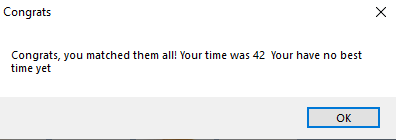 Congrats
Congrats, you matched them all! Your time was 42  Your have no best
time yet
OK